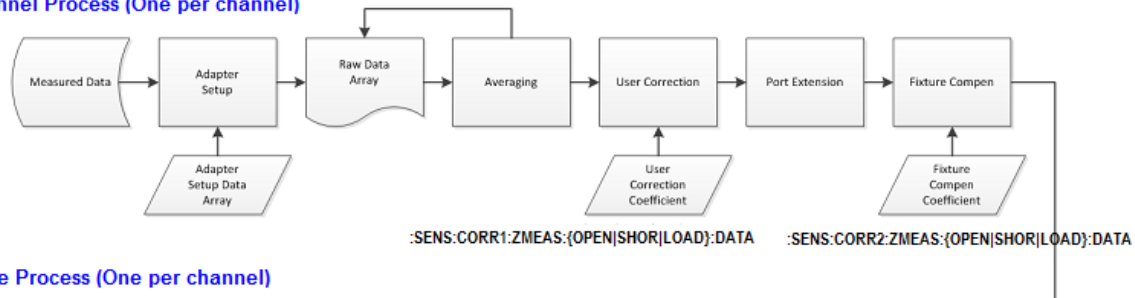 nnel Process (One per channel)
Measured Data
Adapter
Setup
Raw Data
Array
Averaging
User Correction
Port Extension
Fixture Compen
Adapter
Setup Data
Array
User
Correction
Coefficient
Fixture
Compen
Coefficient
:SENS:CORR1:ZMEAS:{OPEN|SHOR|LOAD}:DATA
:SENS:CORR2:ZMEAS:{OPEN|SHOR|LOAD}:DATA
e Process (One per channel)